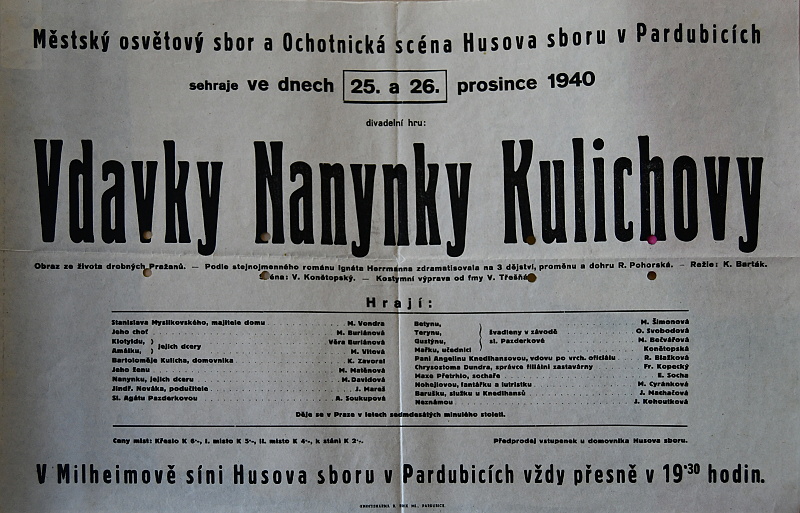 Městský osvětový sbor a Ochotnická scéna Husova sboru v Pardubicích
sehraje ve dnech 25. a 26. prosince 1940
divadelní hru:
Vdavky Nanynky Kulichovy
Obraz ze života drobných Pražanů. — Podle stejnojmenného románu Ignáta Herrmanna zdramatisovala na 3 dějství, proměnu a dohru R. Pohorská. — Režie: K. Barták.
Scéna: V. Konětopský. — Kostymní výprava od fmy V. Třešňák
Hrají:
Stanislava Myslikovského, majitele domu M. Vondra
Jeho choť M. Buriánová
Klotyldu, } jejich dcery Věra Buriánová
Amálku, } M. Vítová
Bartoloměje Kulicha, domovníka K. Zavoral
Jeho ženu M. Matěnová
Nanynku, jejich dceru M. Davidová
Jindř. Nováka, podučitele J. Mareš
Sl. Agátu Pazderkovou A. Soukupová
Betynu, } švadleny v závodě M. Šimonová
Terynu, O. Svobodová
Gustýnu, } sl. Pazderkové M. Bečvářová
Mařku, učednici Konětopská
Paní Angelinu Knedlhansovou, vdovu po vrch. oficiálu R. Blažková
Chrysostoma Dundra, správce filiální zastavárny Fr. Kopecký
Maxe Přetrhlo, sochaře E. Socha
Nohejlovou, fantářku a lutristku M. Cyránková
Barušku, služku u Knedlhansů J. Machačová
Neznámou J. Kohoutková
Děje se v Praze v letech sedmdesátých minulého století.
Ceny míst: Křeslo K 6·-, I. místo K 5·-, II. místo K 4·-, k stání K 2·-.
Předprodej vstupenek u domovníka Husova sboru.
V Milheimově síni Husova sboru v Pardubicích vždy přesně v 19·30 hodin.